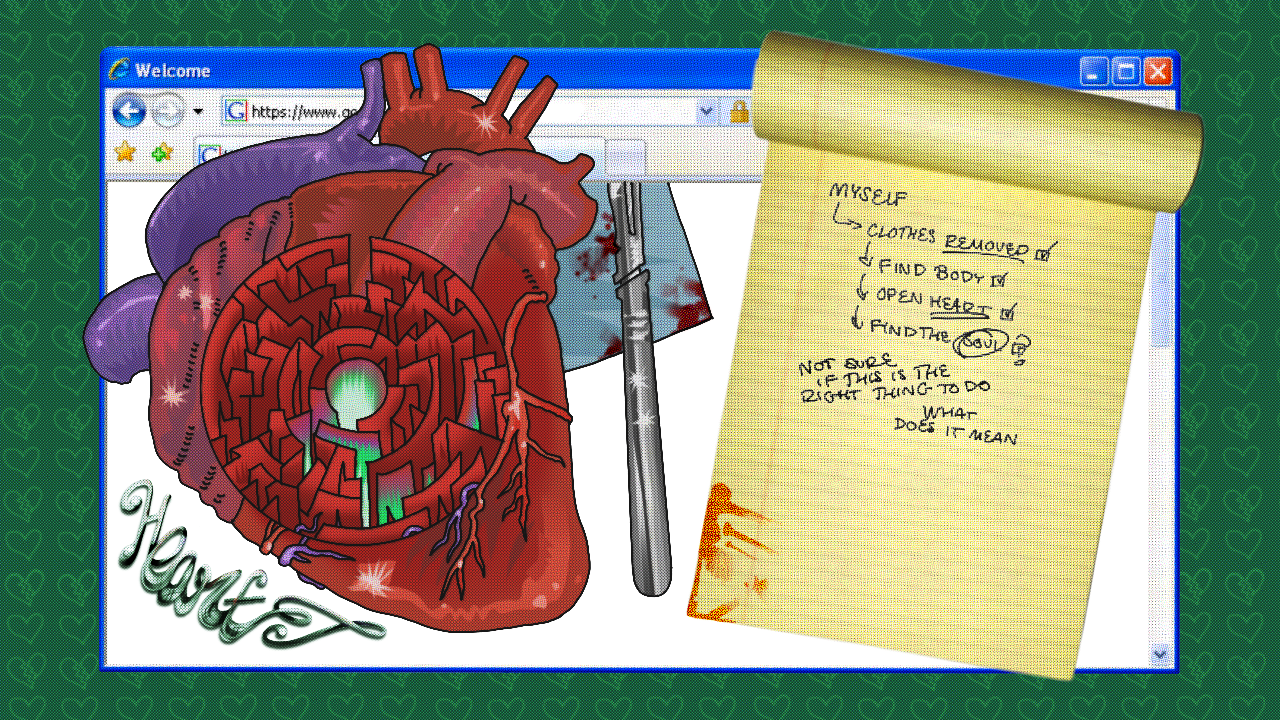 Welcome
https://www.go
MYSELF
CLOTHES REMOVED
FIND BODY
OPEN HEART
FIND THE SOUL ?
NOT SURE
IF THIS IS THE
RIGHT THING TO DO
WHAT
DOES IT MEAN
Heart